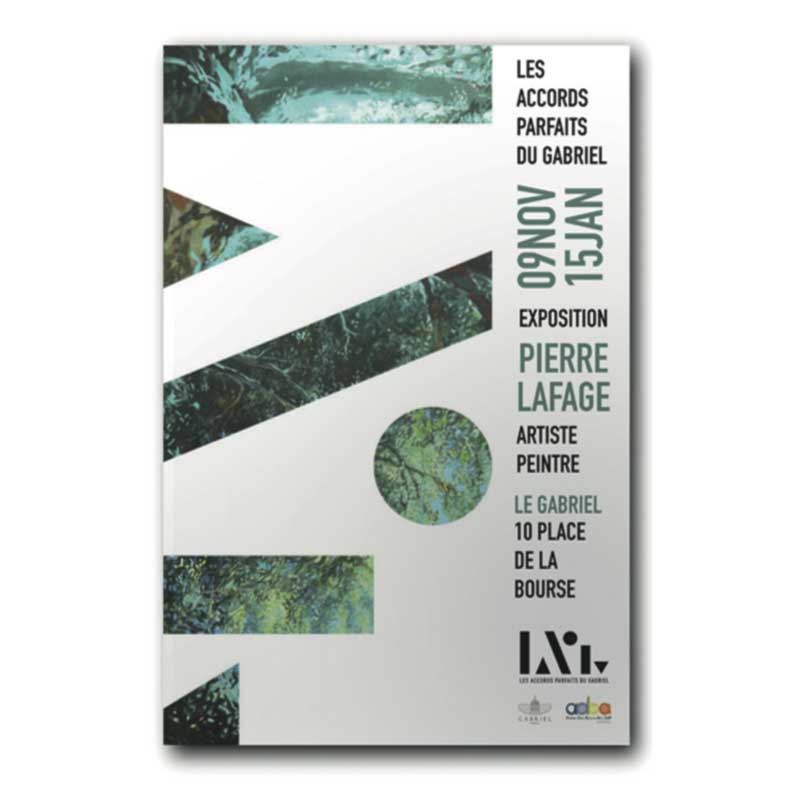 LES
ACCORDS
PARFAITS
DU GABRIEL
09NOV
15JAN
EXPOSITION
PIERRE
LAFAGE
ARTISTE
PEINTRE
LE GABRIEL
10 PLACE
DE LA
BOURSE
LES ACCORDS PARFAITS DU GABRIEL
GABRIEL